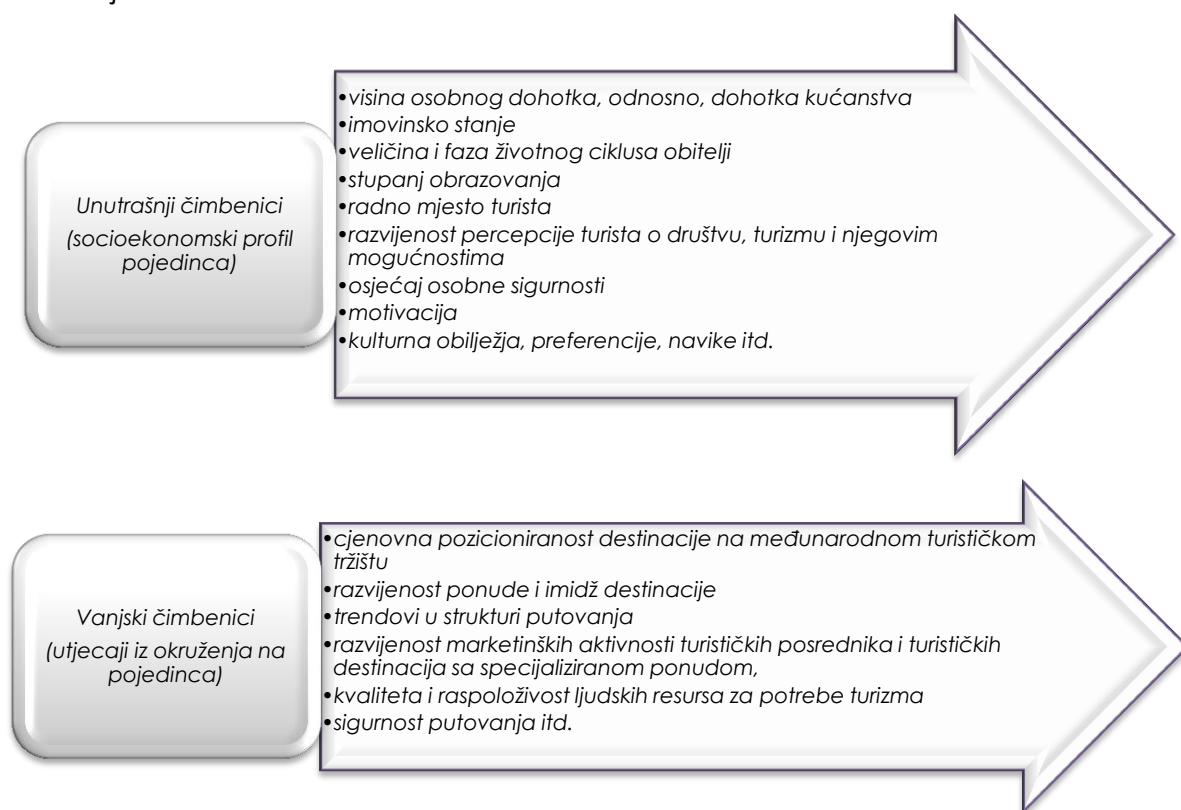 Unutrašnji čimbenici
(socioekonomski profil
pojedinca)
•visina osobnog dohotka, odnosno, dohotka kućanstva
•imovinsko stanje
•veličina i faza životnog ciklusa obitelji
•stupanj obrazovanja
•radno mjesto turista
•razvijenost percepcije turista o društvu, turizmu i njegovim
mogućnostima
•osjećaj osobne sigurnosti
•motivacija
•kulturna obilježja, preferencije, navike itd.
Vanjski čimbenici
(utjecaji iz okruženja na
pojedinca)
•cjenovna pozicioniranost destinacije na međunarodnom turističkom
tržištu
•razvijenost ponude i imidž destinacije
•trendovi u strukturi putovanja
•razvijenost marketinških aktivnosti turističkih posrednika i turističkih
destinacija sa specijaliziranom ponudom,
•kvaliteta i raspoloživost ljudskih resursa za potrebe turizma
•sigurnost putovanja itd.